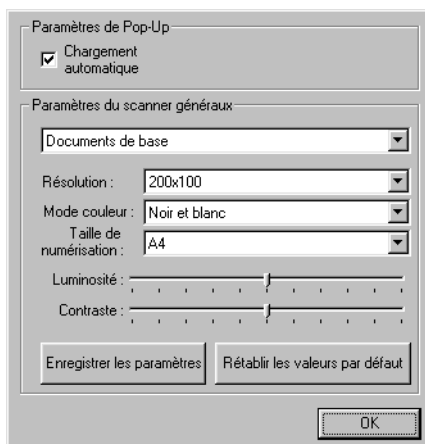 Paramètres de Pop-Up
Chargement
automatique
Paramètres du scanner généraux
Documents de base
Résolution :
200x100
Mode couleur :
Noir et blanc
Taille de
numérisation :
A4
Luminosité :
Contraste :
Enregistrer les paramètres
Rétablir les valeurs par défaut
OK